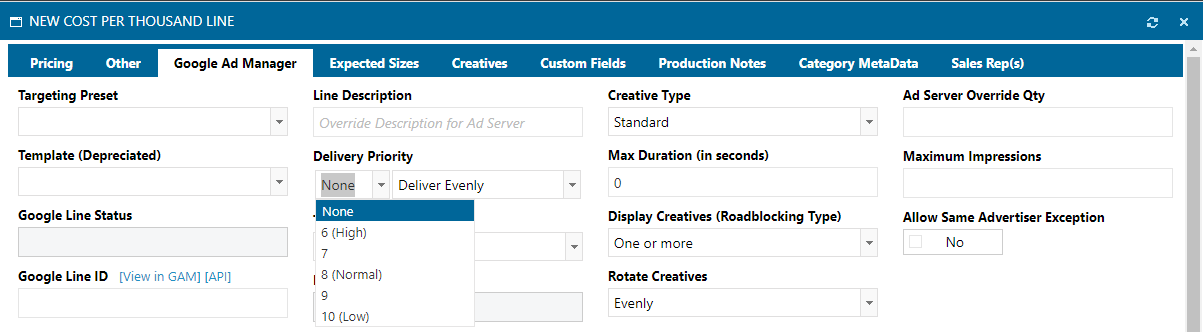 NEW COST PER THOUSAND LINE
Pricing Other Google Ad Manager Expected Sizes Creatives Custom Fields Production Notes Category MetaData Sales Rep(s)
Targeting Preset Line Description Creative Type Ad Server Override Qty
Override Description for Ad Server Standard
Template (Depreciated) Delivery Priority Max Duration (in seconds) Maximum Impressions
None Deliver Evenly 0
Google Line Status None Display Creatives (Roadblocking Type) Allow Same Advertiser Exception
6 (High) One or more No
7
Google Line ID [View in GAM] [API] 8 (Normal) Rotate Creatives
9 Evenly
10 (Low)